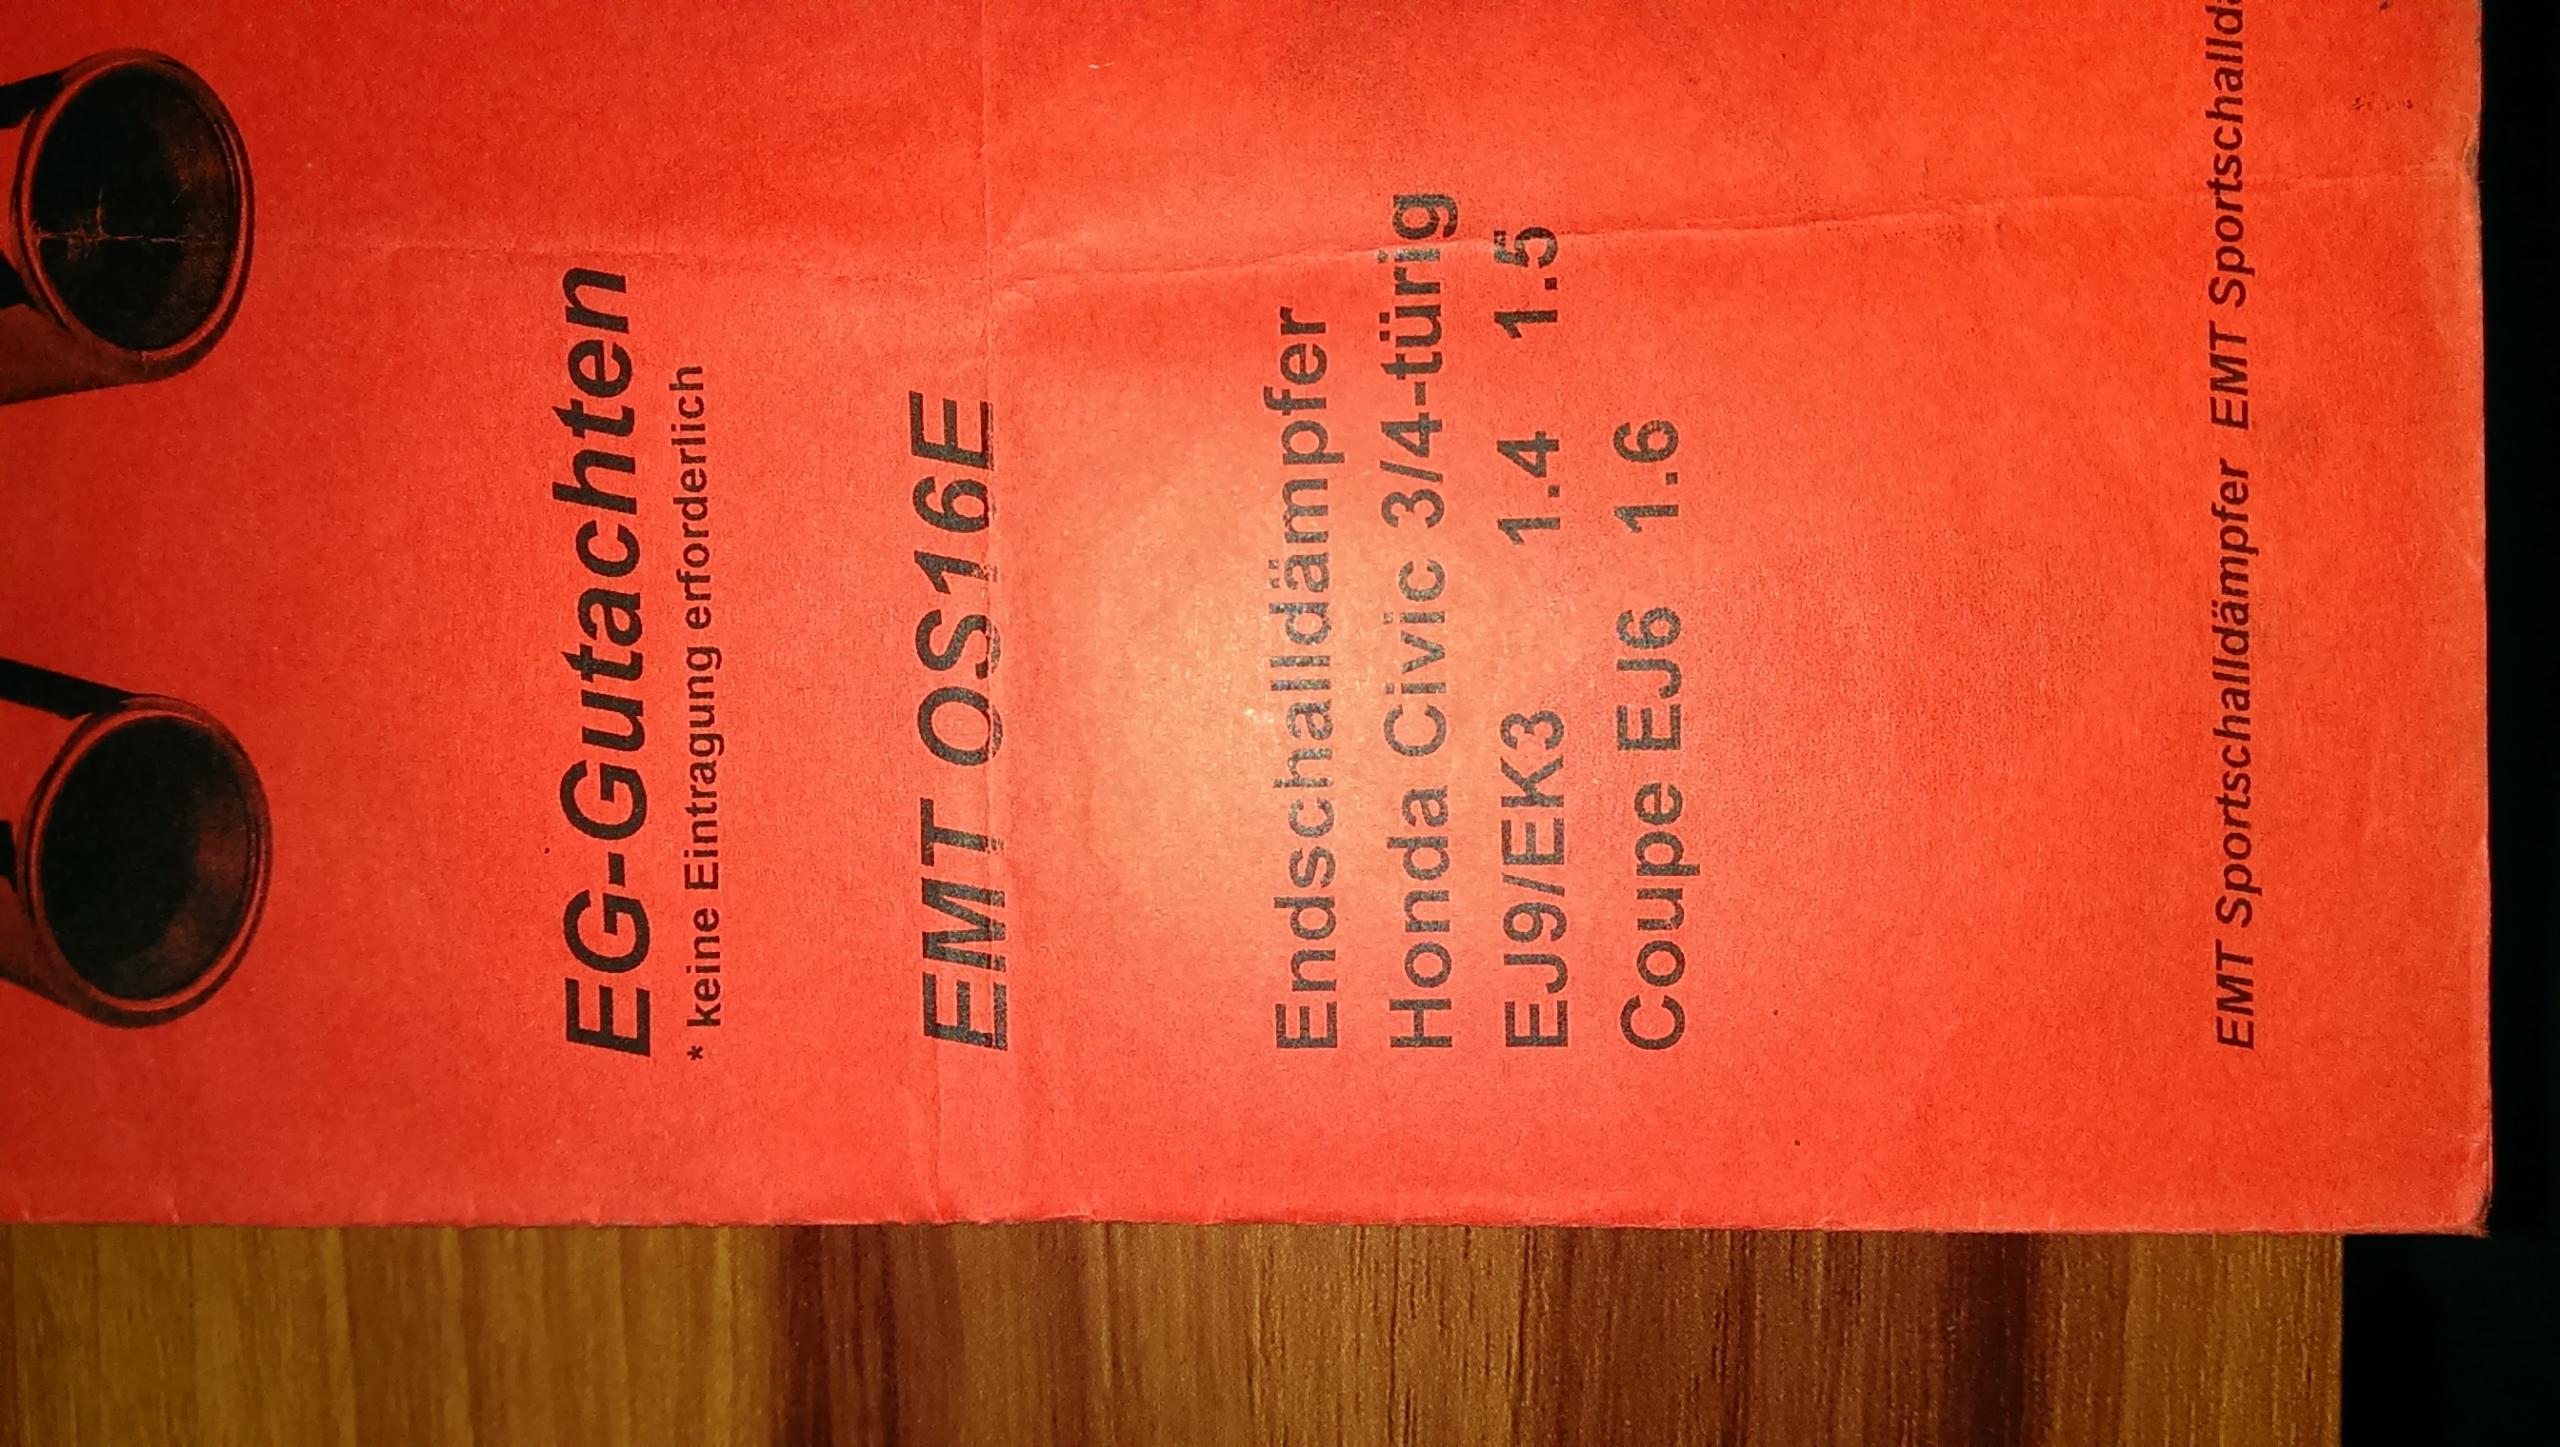 EG-Gutachten
* keine Eintragung erforderlich
EMT OS16E
Endschalldämpfer
Honda Civic 3/4-türig
EJ9/EK3 1.4 1.5
Coupe EJ6 1.6
EMT Sportschalldämpfer EMT Sportschalldä